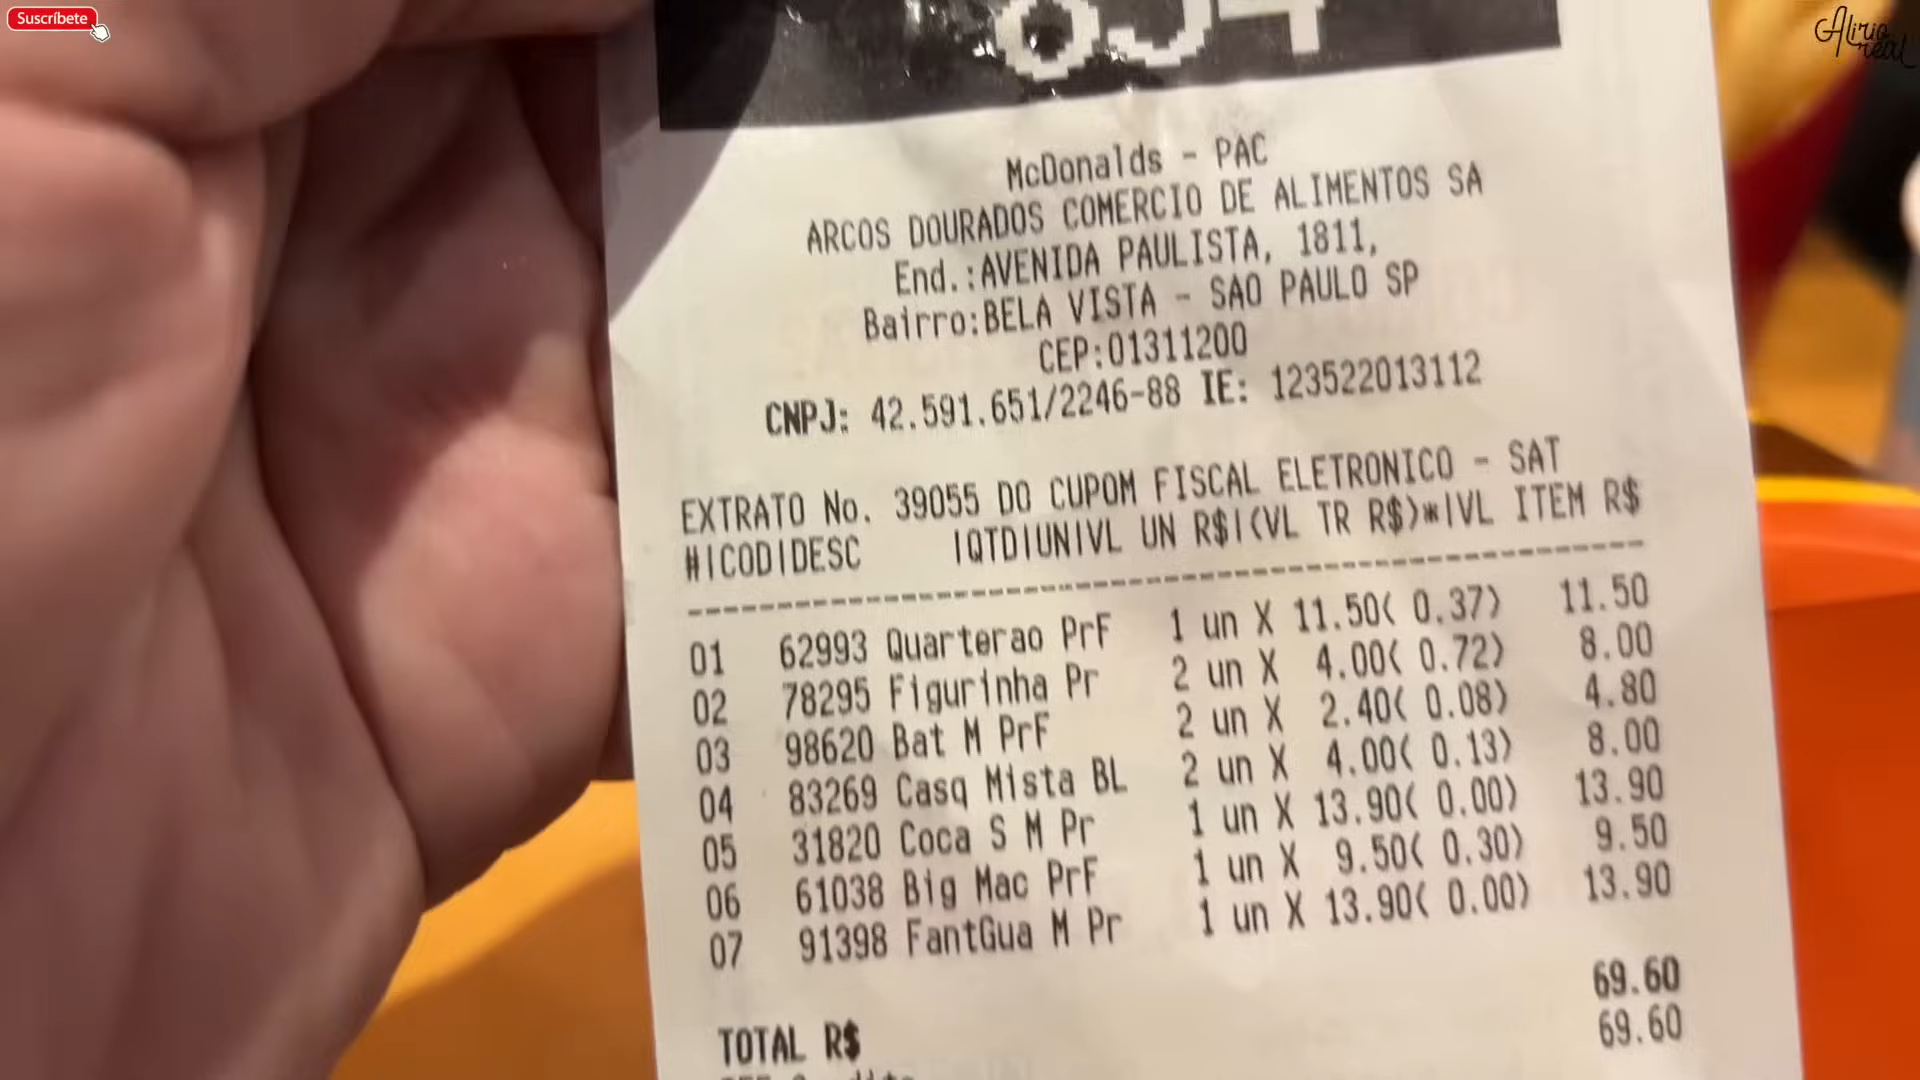 Suscríbete
Alirio
real
McDonalds - PAC
ARCOS DOURADOS COMERCIO DE ALIMENTOS SA
End.:AVENIDA PAULISTA, 1811,
Bairro:BELA VISTA - SAO PAULO SP
CEP:01311200
CNPJ: 42.591.651/2246-88 IE: 123522013112
EXTRATO No. 39055 DO CUPOM FISCAL ELETRONICO - SAT
#|COD|DESC |QTD|UN|VL UN R$|(VL TR R$)*|VL ITEM R$
01 62993 Quarterao PrF 1 un X 11.50( 0.37) 11.50
02 78295 Figurinha Pr 2 un X 4.00( 0.72) 8.00
03 98620 Bat M PrF 2 un X 2.40( 0.08) 4.80
04 83269 Casq Mista BL 2 un X 4.00( 0.13) 8.00
05 31820 Coca S M Pr 1 un X 13.90( 0.00) 13.90
06 61038 Big Mac PrF 1 un X 9.50( 0.30) 9.50
07 91398 FantGua M Pr 1 un X 13.90( 0.00) 13.90
69.60
TOTAL R$ 69.60